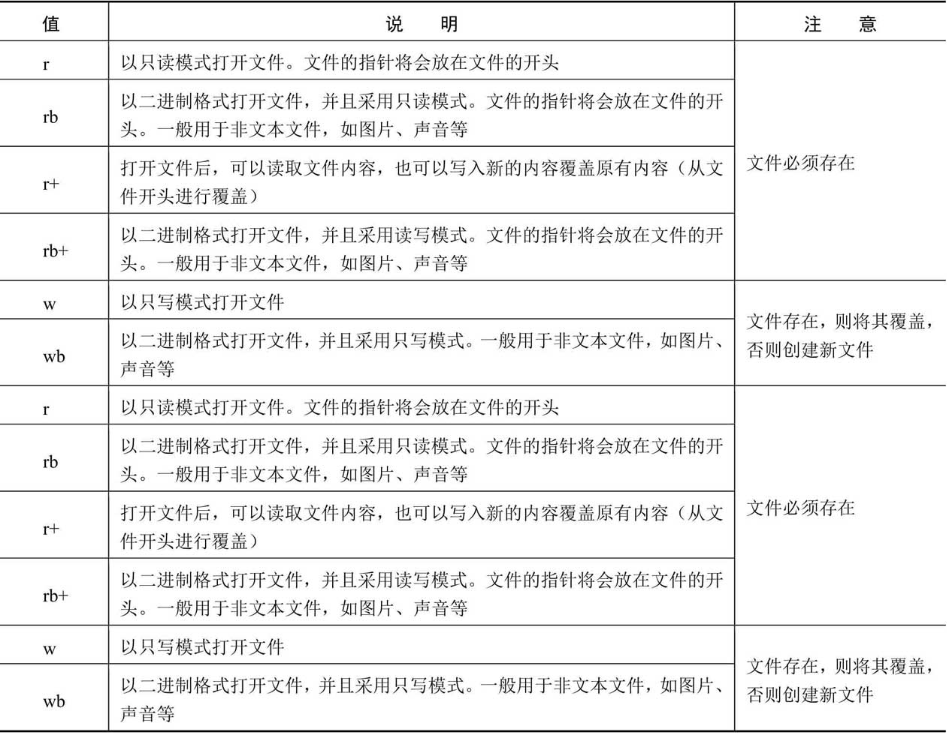 值 说 明 注 意
r 以只读模式打开文件。文件的指针将会放在文件的开头
rb 以二进制格式打开文件，并且采用只读模式。文件的指针将会放在文件的开
头。一般用于非文本文件，如图片、声音等
文件必须存在
r+ 打开文件后，可以读取文件内容，也可以写入新的内容覆盖原有内容（从文
件开头进行覆盖）
rb+ 以二进制格式打开文件，并且采用读写模式。文件的指针将会放在文件的开
头。一般用于非文本文件，如图片、声音等
w 以只写模式打开文件
文件存在，则将其覆盖，
否则创建新文件
wb 以二进制格式打开文件，并且采用只写模式。一般用于非文本文件，如图片、
声音等
r 以只读模式打开文件。文件的指针将会放在文件的开头
rb 以二进制格式打开文件，并且采用只读模式。文件的指针将会放在文件的开
头。一般用于非文本文件，如图片、声音等
文件必须存在
r+ 打开文件后，可以读取文件内容，也可以写入新的内容覆盖原有内容（从文
件开头进行覆盖）
rb+ 以二进制格式打开文件，并且采用读写模式。文件的指针将会放在文件的开
头。一般用于非文本文件，如图片、声音等
w 以只写模式打开文件
文件存在，则将其覆盖，
否则创建新文件
wb 以二进制格式打开文件，并且采用只写模式。一般用于非文本文件，如图片、
声音等